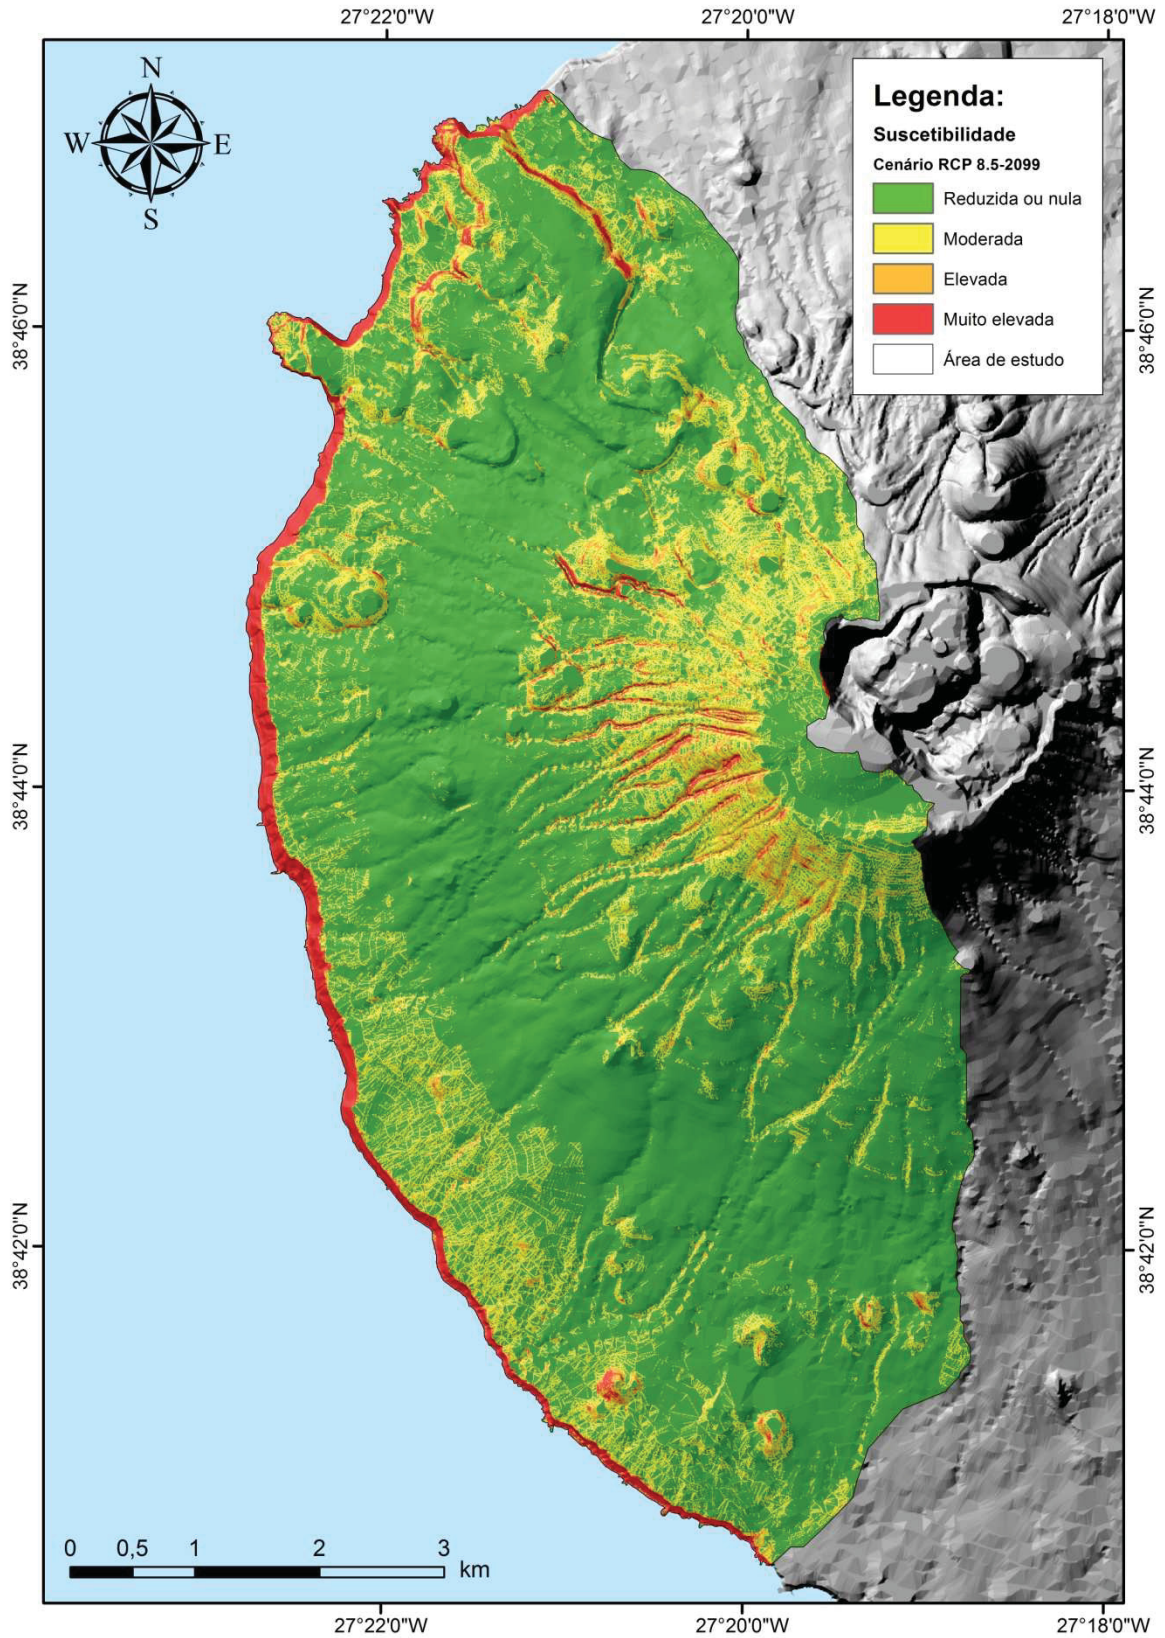 27°22'0"W
27°20'0"W
27°18'0"W
N
W
E
S
Legenda:
Suscetibilidade
Cenário RCP 8.5-2099
Reduzida ou nula
Moderada
Elevada
Muito elevada
Área de estudo
38°46'0"N
38°46'0"N
38°44'0"N
38°44'0"N
38°42'0"N
38°42'0"N
0 0,5 1 2 3
km
27°22'0"W
27°20'0"W
27°18'0"W